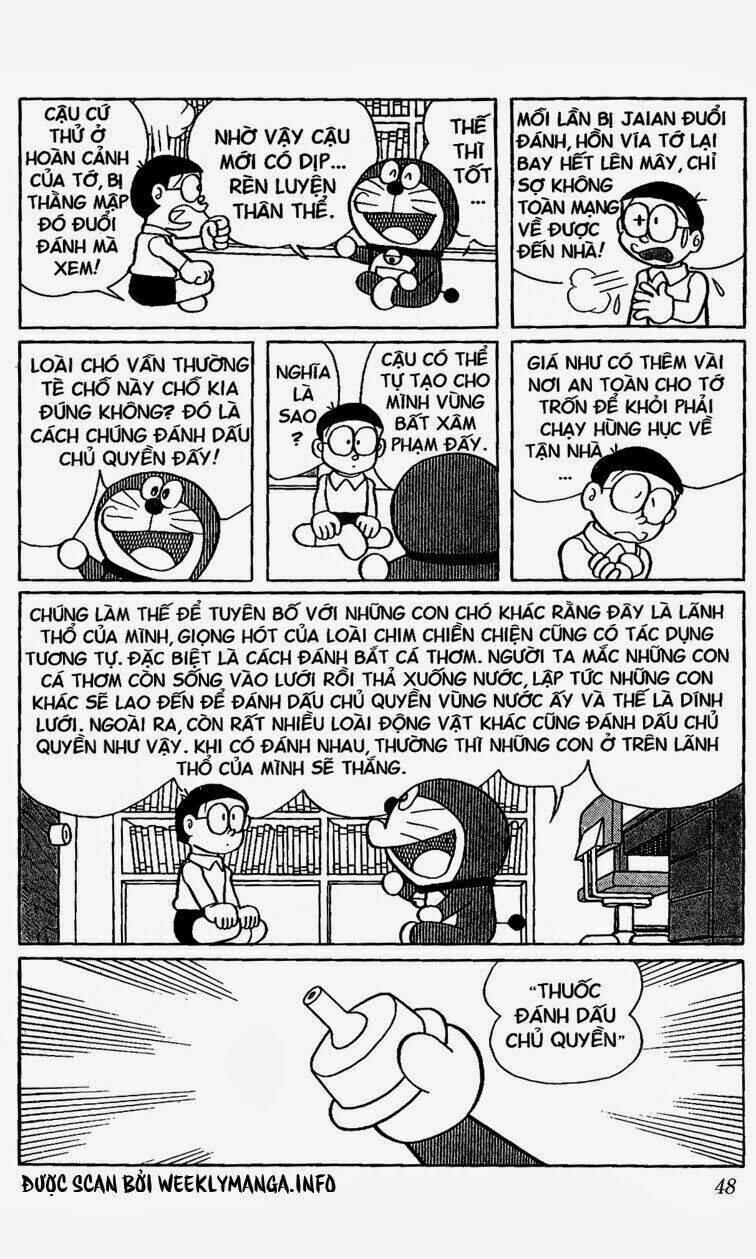 MỖI LẦN BỊ JAIAN ĐUỔI
ĐÁNH, HỒN VÍA TỚ LẠI
BAY HẾT LÊN MÂY, CHỈ
SỢ KHÔNG
TOÀN MẠNG
VỀ ĐƯỢC
ĐẾN NHÀ!
THẾ
THÌ
TỐT
...
NHỜ VẬY CẬU
MỚI CÓ DỊP...
RÈN LUYỆN
THÂN THỂ.
CẬU CỨ
THỬ Ở
HOÀN CẢNH
CỦA TỚ, BỊ
THẰNG MẬP
ĐÓ ĐUỔI
ĐÁNH MÀ
XEM!
GIÁ NHƯ CÓ THÊM VÀI
NƠI AN TOÀN CHO TỚ
TRỐN ĐỂ KHỎI PHẢI
CHẠY HÙNG HỤC VỀ
TẬN NHÀ
...
CẬU CÓ THỂ
TỰ TẠO CHO
MÌNH VÙNG
BẤT XÂM
PHẠM ĐẤY.
NGHĨA
LÀ
SAO
?
LOÀI CHÓ VẪN THƯỜNG
TÈ CHỖ NÀY CHỖ KIA
ĐÚNG KHÔNG? ĐÓ LÀ
CÁCH CHÚNG ĐÁNH DẤU
CHỦ QUYỀN ĐẤY!
CHÚNG LÀM THẾ ĐỂ TUYÊN BỐ VỚI NHỮNG CON CHÓ KHÁC RẰNG ĐÂY LÀ LÃNH
THỔ CỦA MÌNH, GIỌNG HÓT CỦA LOÀI CHIM CHIỀN CHIỆN CŨNG CÓ TÁC DỤNG
TƯƠNG TỰ. ĐẶC BIỆT LÀ CÁCH ĐÁNH BẮT CÁ THƠM. NGƯỜI TA MẮC NHỮNG CON
CÁ THƠM CÒN SỐNG VÀO LƯỚI RỒI THẢ XUỐNG NƯỚC, LẬP TỨC NHỮNG CON
KHÁC SẼ LAO ĐẾN ĐỂ ĐÁNH DẤU CHỦ QUYỀN VÙNG NƯỚC ẤY VÀ THẾ LÀ DÍNH
LƯỚI. NGOÀI RA, CÒN RẤT NHIỀU LOÀI ĐỘNG VẬT KHÁC CŨNG ĐÁNH DẤU CHỦ
QUYỀN NHƯ VẬY. KHI CÓ ĐÁNH NHAU, THƯỜNG THÌ NHỮNG CON Ở TRÊN LÃNH
THỔ CỦA MÌNH SẼ THẮNG.
"THUỐC
ĐÁNH DẤU
CHỦ QUYỀN"
ĐƯỢC SCAN BỞI WEEKLYMANGA.INFO
48